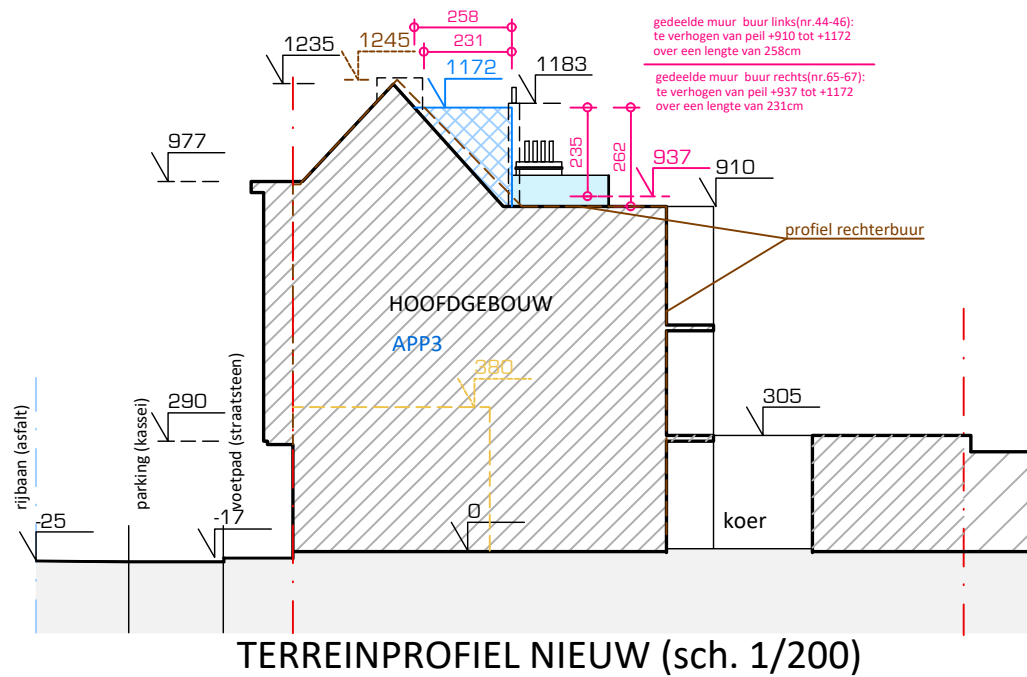 258
231
1235
1245
1172
1183
gedeelde muur buur links(nr.44-46):
te verhogen van peil +910 tot +1172
over een lengte van 258cm
gedeelde muur buur rechts(nr.65-67):
te verhogen van peil +937 tot +1172
over een lengte van 231cm
977
235
262
937
910
profiel rechterbuur
HOOFDGEBOUW
APP3
380
290
305
rijbaan (asfalt)
parking (kassei)
voetpad (straatsteen)
-25
-17
0
koer
TERREINPROFIEL NIEUW (sch. 1/200)